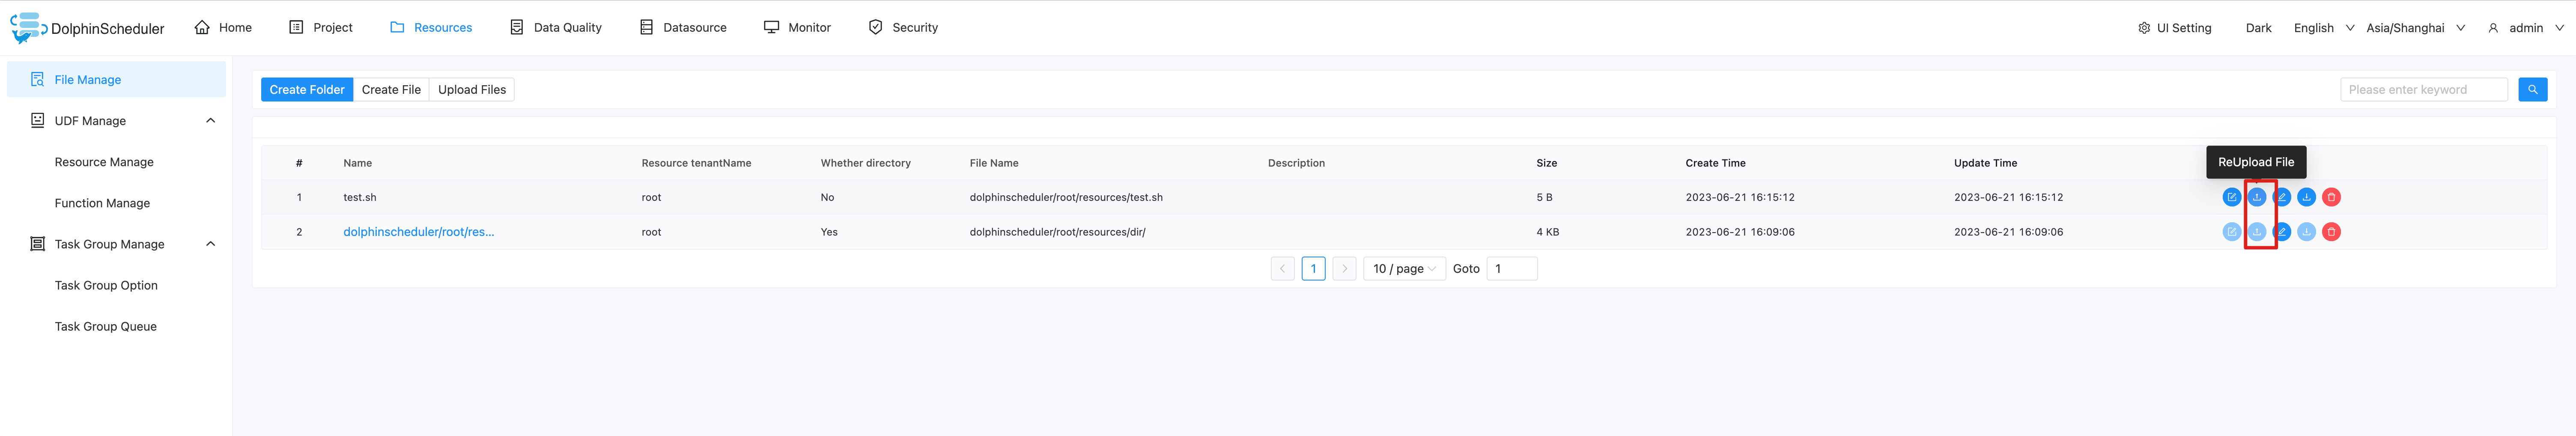 DolphinScheduler Home Project Resources Data Quality Datasource Monitor Security UI Setting Dark English Asia/Shanghai admin
File Manage
UDF Manage
Resource Manage
Function Manage
Task Group Manage
Task Group Option
Task Group Queue
Create Folder Create File Upload Files Please enter keyword
ReUpload File
# Name Resource tenantName Whether directory File Name Description Size Create Time Update Time
1 test.sh root No dolphinscheduler/root/resources/test.sh 5 B 2023-06-21 16:15:12 2023-06-21 16:15:12
2 dolphinscheduler/root/res... root Yes dolphinscheduler/root/resources/dir/ 4 KB 2023-06-21 16:09:06 2023-06-21 16:09:06
1 10 / page Goto 1